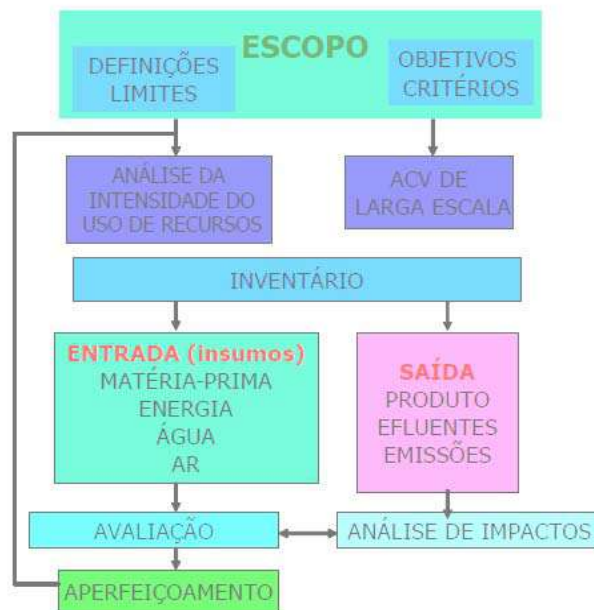 ESCOPO
DEFINIÇÕES
LIMITES
OBJETIVOS
CRITÉRIOS
ANÁLISE DA
INTENSIDADE DO
USO DE RECURSOS
ACV DE
LARGA ESCALA
INVENTÁRIO
ENTRADA (insumos)
MATÉRIA-PRIMA
ENERGIA
ÁGUA
AR
SAÍDA
PRODUTO
EFLUENTES
EMISSÕES
AVALIAÇÃO
ANÁLISE DE IMPACTOS
APERFEIÇOAMENTO